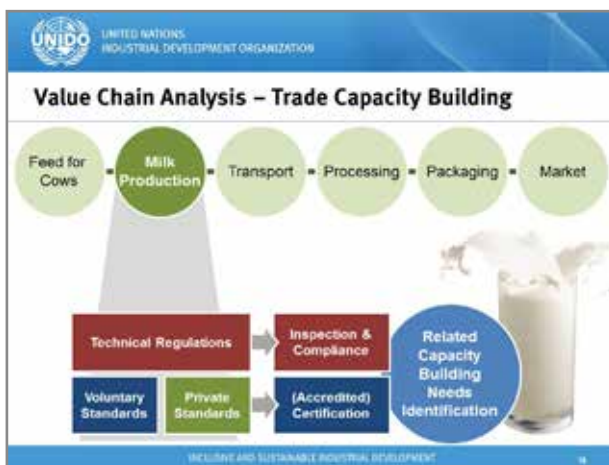 UNIDO
UNITED NATIONS
INDUSTRIAL DEVELOPMENT ORGANIZATION
Value Chain Analysis – Trade Capacity Building
Feed for
Cows
Milk
Production
Transport
Processing
Packaging
Market
Technical Regulations
Inspection &
Compliance
Voluntary
Standards
Private
Standards
(Accredited)
Certification
Related
Capacity
Building
Needs
Identification
INCLUSIVE AND SUSTAINABLE INDUSTRIAL DEVELOPMENT